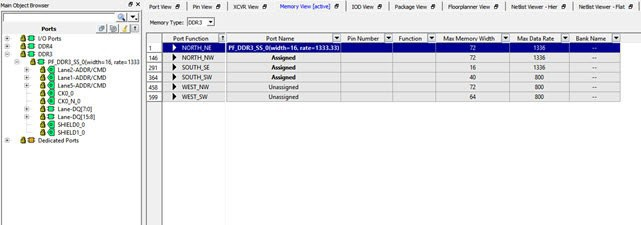 Main Object Browser
Port View
Pin View
XCVR View
Memory View [active]
IOD View
Package View
Floorplanner View
Netlist Viewer - Hier
Netlist Viewer - Flat
Ports
I/O Ports
DDR4
DDR3
PF_DDR3_SS_0(width=16, rate=1333
Lane2-ADDR/CMD
Lane1-ADDR/CMD
Lane5-ADDR/CMD
CK0_0
CK0_N_0
Lane-DQ[7:0]
Lane-DQ[15:8]
SHIELD0_0
SHIELD1_0
Dedicated Ports
Memory Type: DDR3
Port Function Port Name Pin Number Function Max Memory Width Max Data Rate Bank Name
1 NORTH_NE PF_DDR3_SS_0(width=16, rate=1333.33) 72 1336 --
146 NORTH_NW Assigned 72 1336 --
291 SOUTH_SE Assigned 16 1336 --
364 SOUTH_SW Assigned 40 800 --
458 WEST_NW Unassigned 72 800 --
599 WEST_SW Unassigned 64 800 --